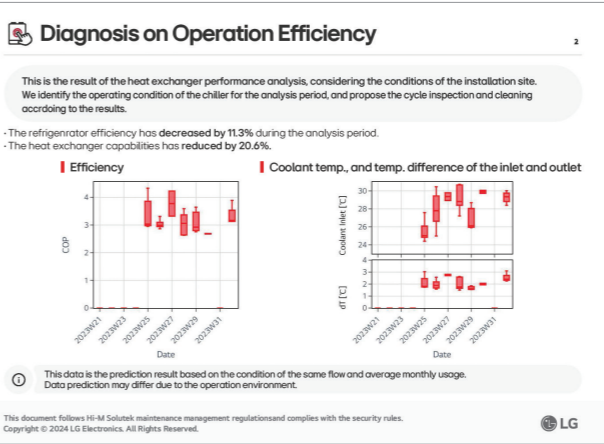 Diagnosis on Operation Efficiency
2
This is the result of the heat exchanger performance analysis, considering the conditions of the installation site.
We identify the operating condition of the chiller for the analysis period, and propose the cycle inspection and cleaning
accrdoing to the results.
- The refrigenrator efficiency has decreased by 11.3% during the analysis period.
- The heat exchanger capabilities has reduced by 20.6%.
Efficiency
4
3
2
1
0
COP
2023W21
2023W23
2023W25
2023W27
2023W29
2023W31
Date
Coolant temp., and temp. difference of the inlet and outlet
30
28
26
24
Coolant Inlet [℃]
4
3
2
1
0
dT [℃]
2023W21
2023W23
2023W25
2023W27
2023W29
2023W31
Date
This data is the prediction result based on the condition of the same flow and average monthly usage.
Data prediction may differ due to the operation environment.
This document follows Hi-M Solutek maintenance management regulationsand complies with the security rules.
Copyright © 2024 LG Electronics. All Rights Reserved.
LG